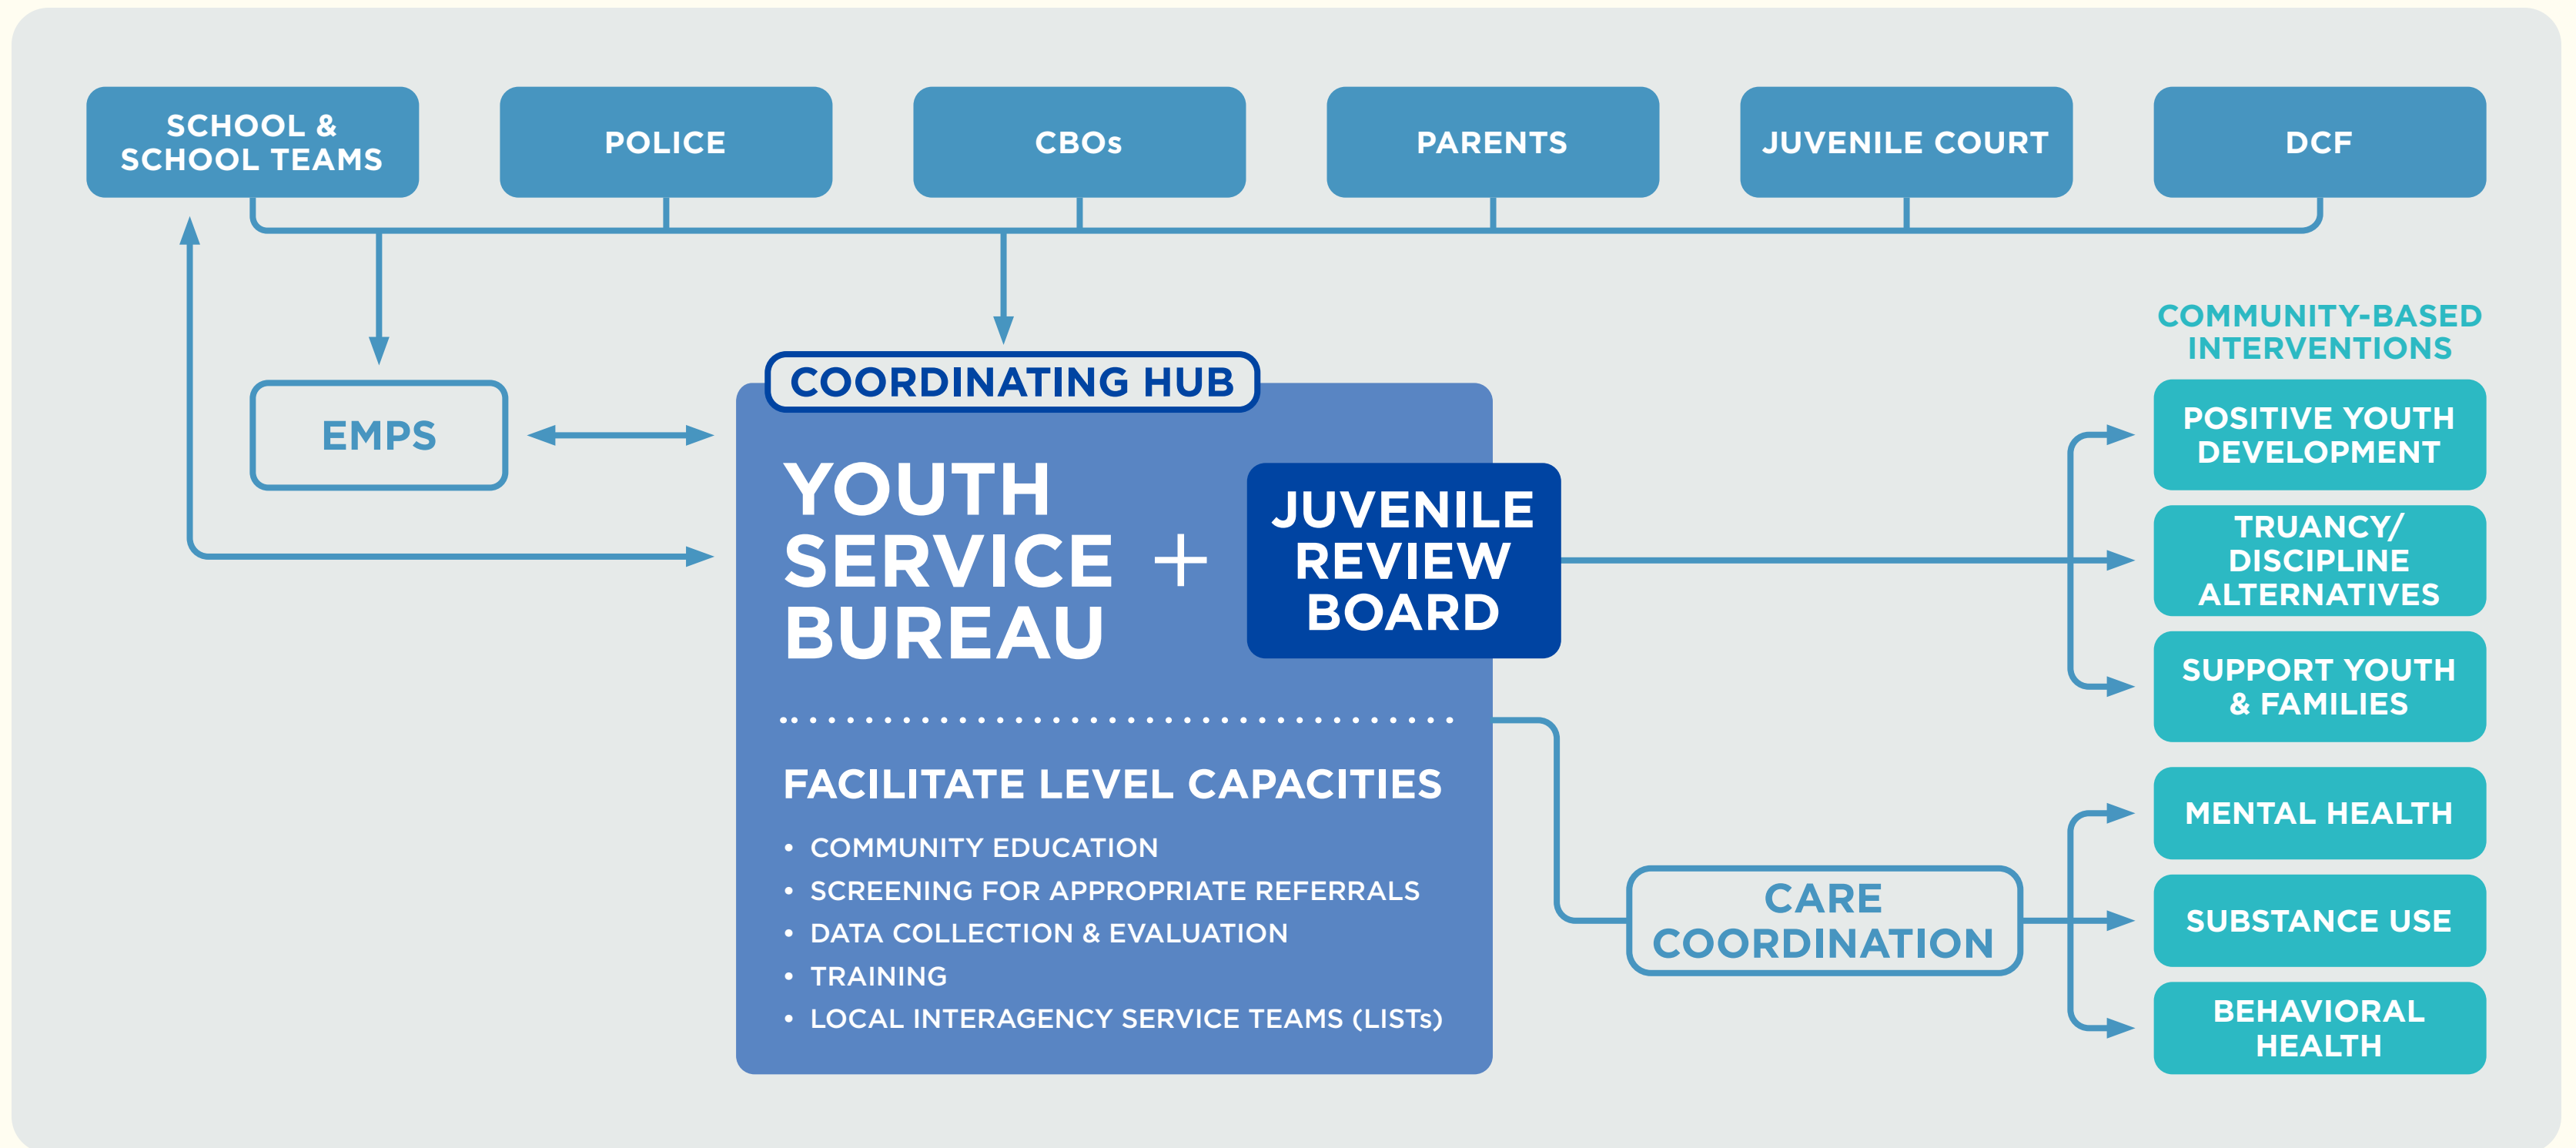 SCHOOL &
SCHOOL TEAMS
POLICE
CBOs
PARENTS
JUVENILE COURT
DCF
EMPS
COORDINATING HUB
YOUTH
SERVICE
BUREAU
+
JUVENILE
REVIEW
BOARD
FACILITATE LEVEL CAPACITIES
• COMMUNITY EDUCATION
• SCREENING FOR APPROPRIATE REFERRALS
• DATA COLLECTION & EVALUATION
• TRAINING
• LOCAL INTERAGENCY SERVICE TEAMS (LISTs)
CARE
COORDINATION
COMMUNITY-BASED
INTERVENTIONS
POSITIVE YOUTH
DEVELOPMENT
TRUANCY/
DISCIPLINE
ALTERNATIVES
SUPPORT YOUTH
& FAMILIES
MENTAL HEALTH
SUBSTANCE USE
BEHAVIORAL
HEALTH